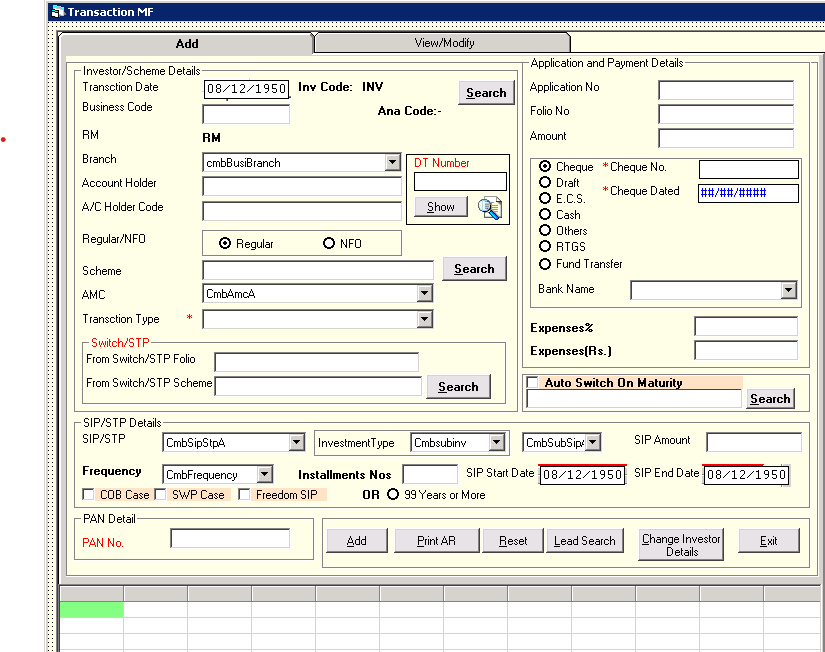 Transaction MF
Add
View/Modify
Investor/Scheme Details
Transction Date
08/12/1950
Inv Code: INV
Search
Business Code
Ana Code:-
RM
RM
Branch
cmbBusiBranch
DT Number
Account Holder
A/C Holder Code
Show
Regular/NFO
Regular
NFO
Scheme
Search
AMC
CmbAmcA
Transction Type *
Switch/STP
From Switch/STP Folio
From Switch/STP Scheme
Search
Application and Payment Details
Application No
Folio No
Amount
Cheque
*Cheque No.
Draft
*Cheque Dated
##/##/####
E.C.S.
Cash
Others
RTGS
Fund Transfer
Bank Name
Expenses%
Expenses(Rs.)
Auto Switch On Maturity
Search
SIP/STP Details
SIP/STP
CmbSipStpA
InvestmentType
Cmbsubinv
CmbSubSipA
SIP Amount
Frequency
CmbFrequency
Installments Nos
SIP Start Date
08/12/1950
SIP End Date
08/12/1950
COB Case
SWP Case
Freedom SIP
OR
99 Years or More
PAN Detail
PAN No.
Add
Print AR
Reset
Lead Search
Change Investor
Details
Exit